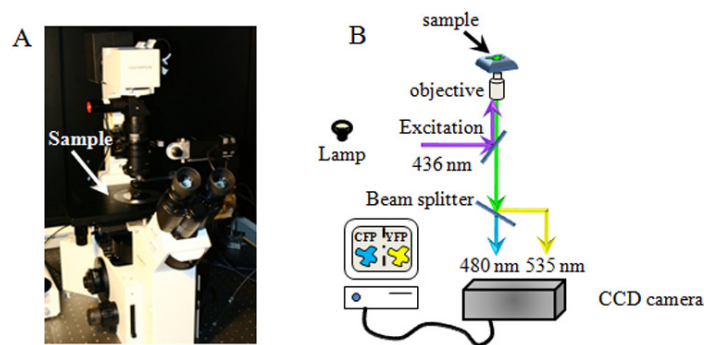 A
Sample
B
sample
objective
Excitation
Lamp
436 nm
Beam splitter
CFP YFP
480 nm 535 nm
CCD camera